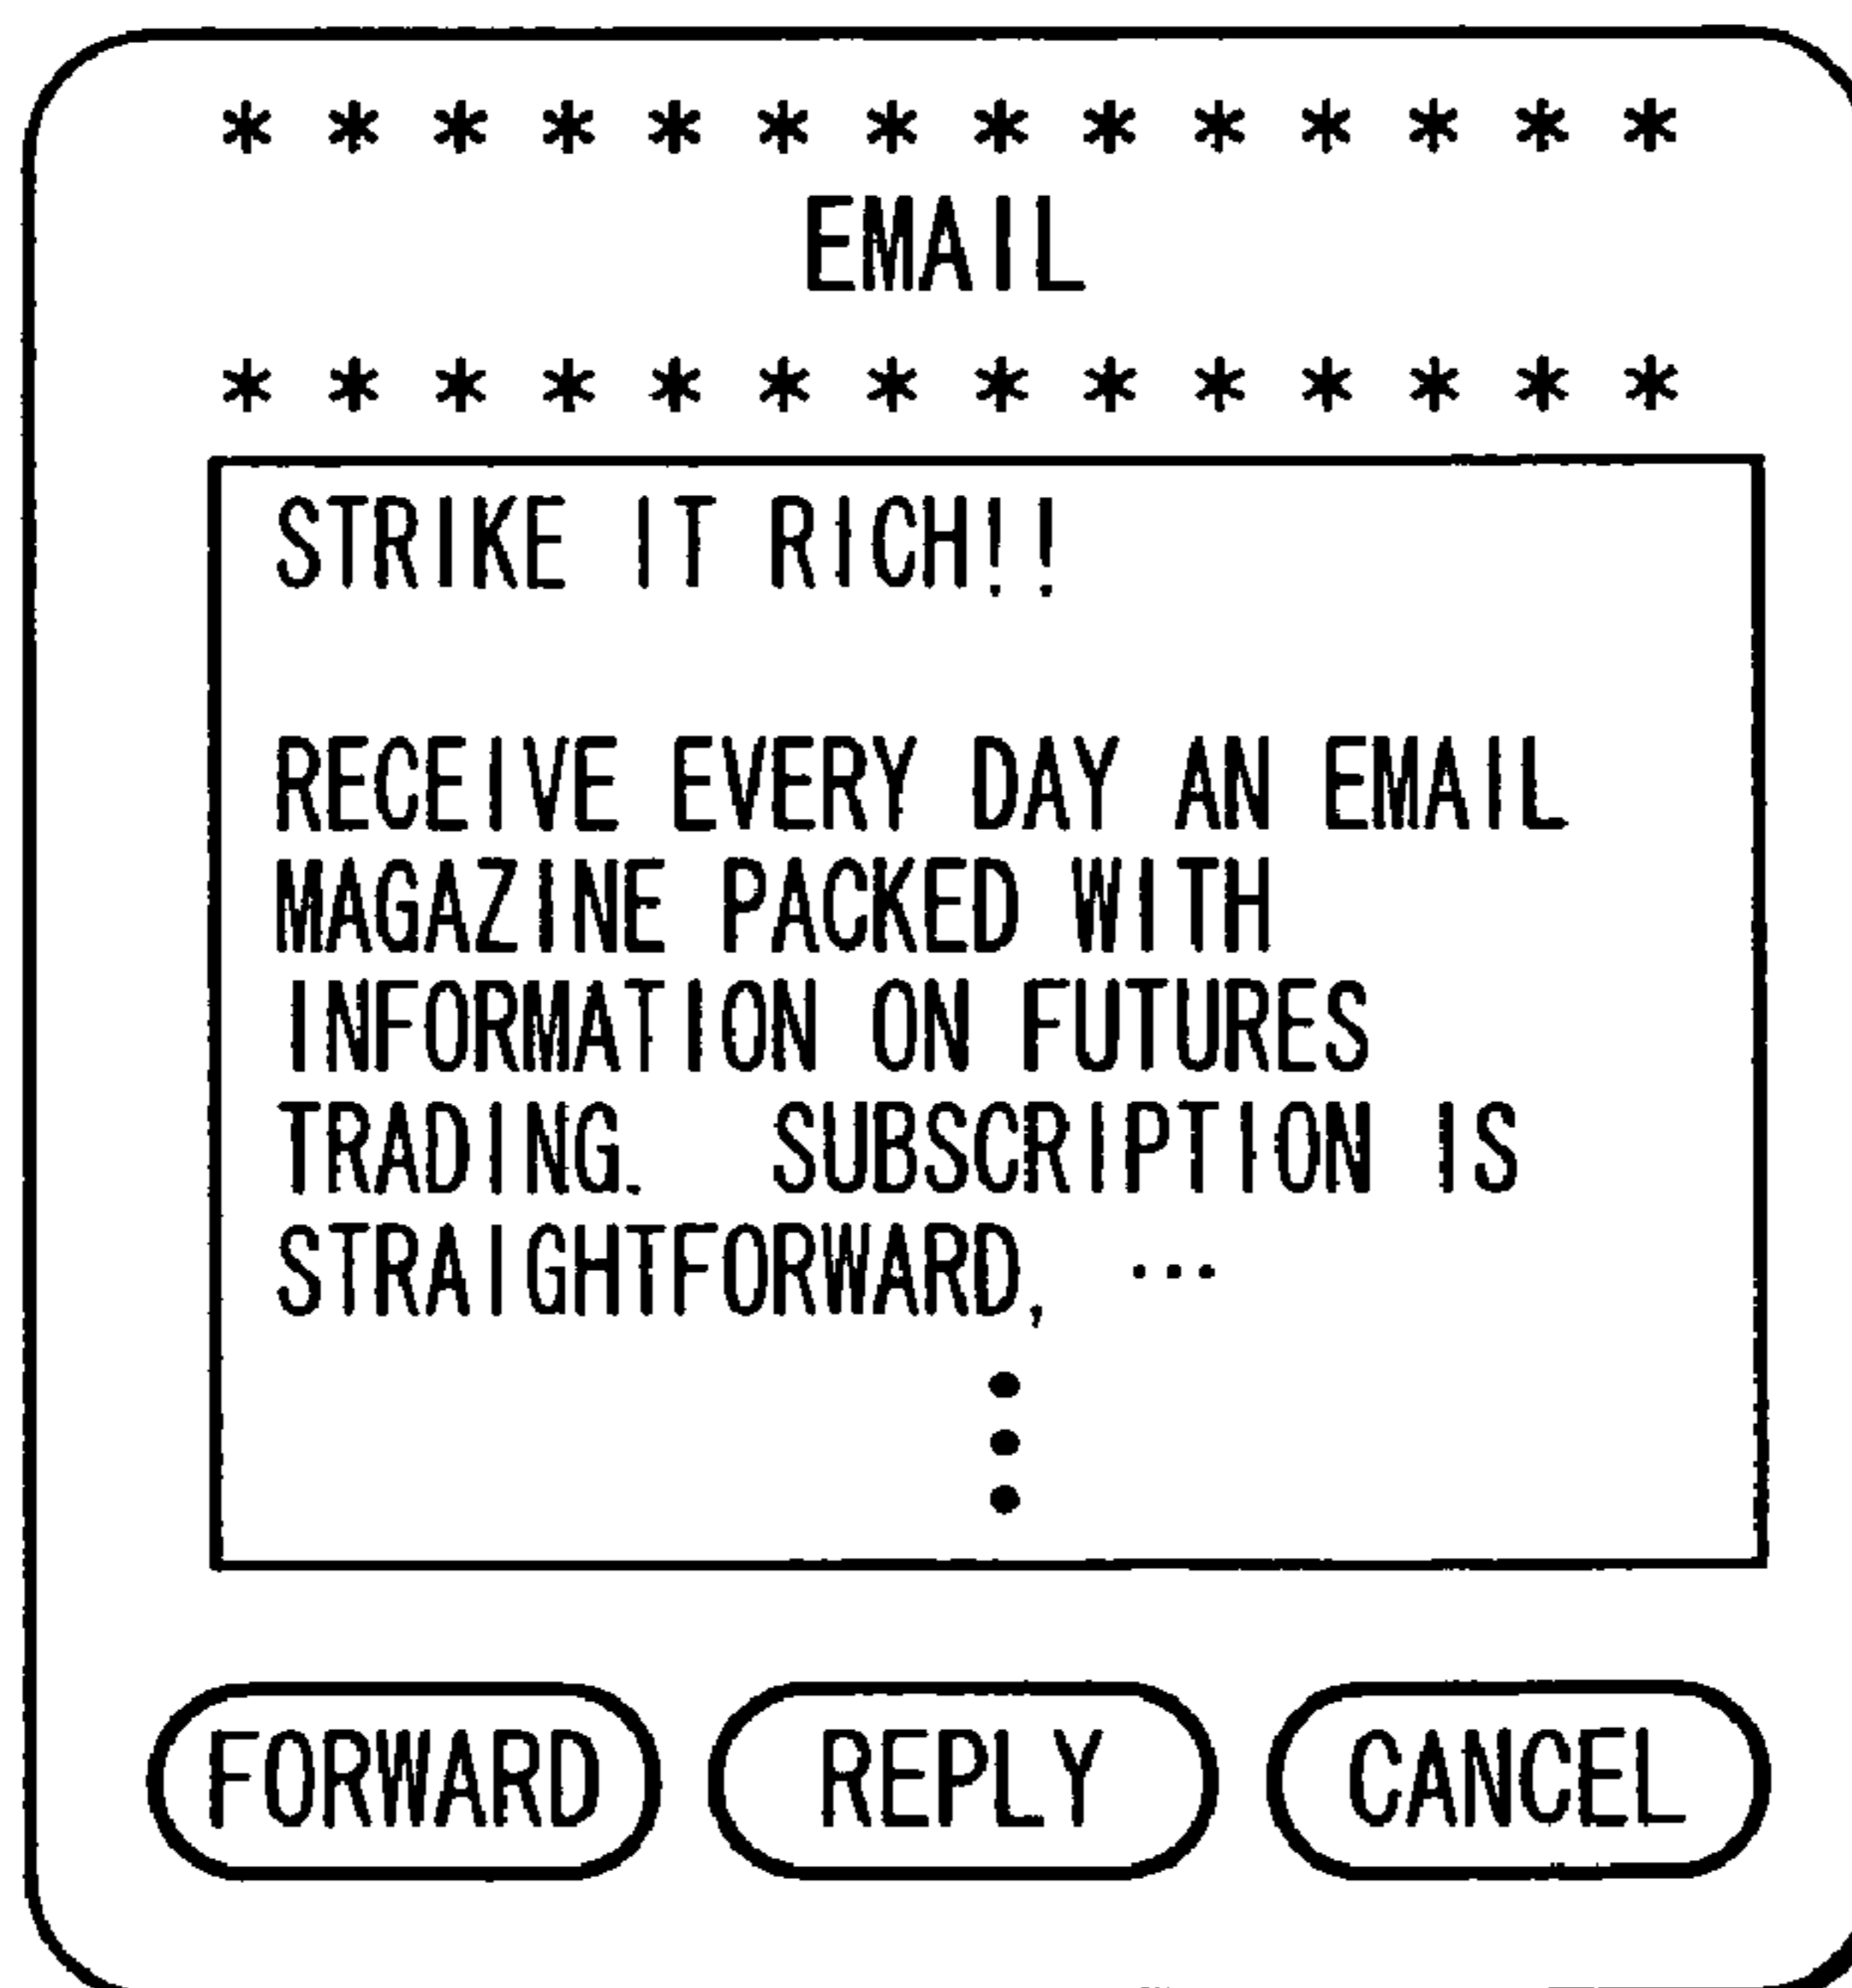 * * * * * * * * * * * * * *
EMAIL
* * * * * * * * * * * * * *
STRIKE IT RICH!!
RECEIVE EVERY DAY AN EMAIL
MAGAZINE PACKED WITH
INFORMATION ON FUTURES
TRADING. SUBSCRIPTION IS
STRAIGHTFORWARD, ...
FORWARD REPLY CANCEL